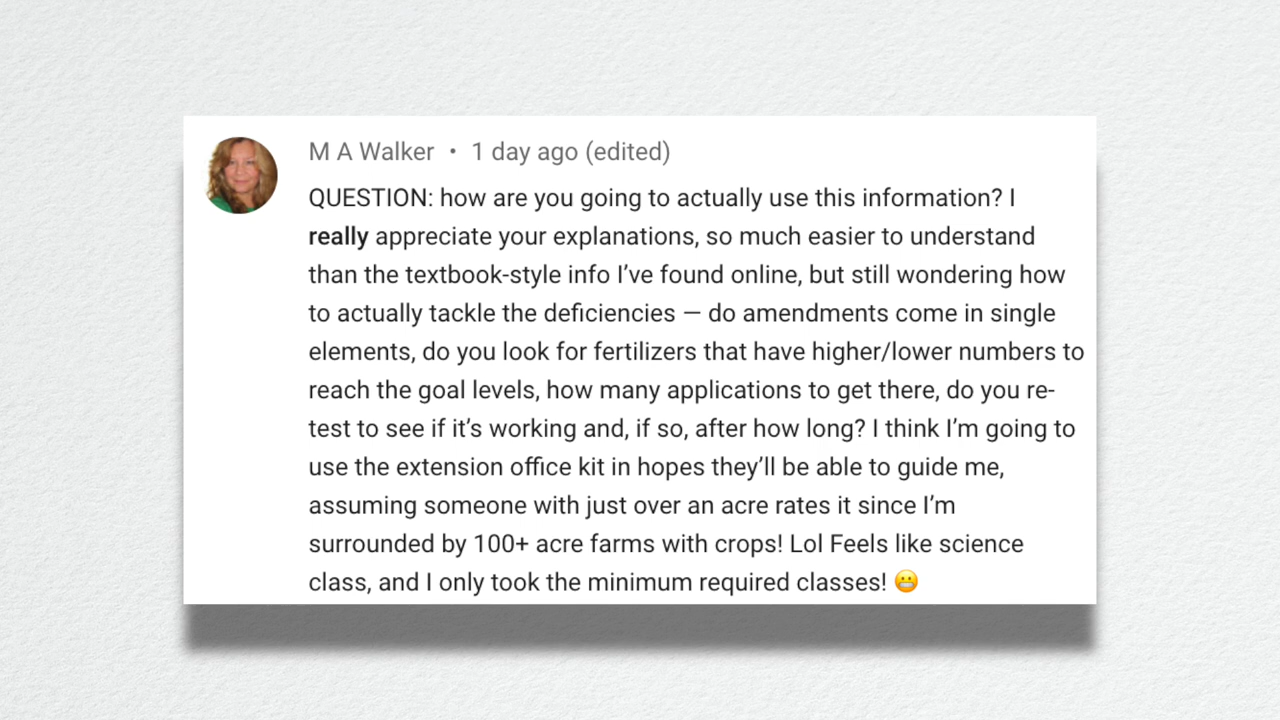 M A Walker • 1 day ago (edited)
QUESTION: how are you going to actually use this information? I
really appreciate your explanations, so much easier to understand
than the textbook-style info I’ve found online, but still wondering how
to actually tackle the deficiencies — do amendments come in single
elements, do you look for fertilizers that have higher/lower numbers to
reach the goal levels, how many applications to get there, do you re-
test to see if it’s working and, if so, after how long? I think I’m going to
use the extension office kit in hopes they’ll be able to guide me,
assuming someone with just over an acre rates it since I’m
surrounded by 100+ acre farms with crops! Lol Feels like science
class, and I only took the minimum required classes! 😬